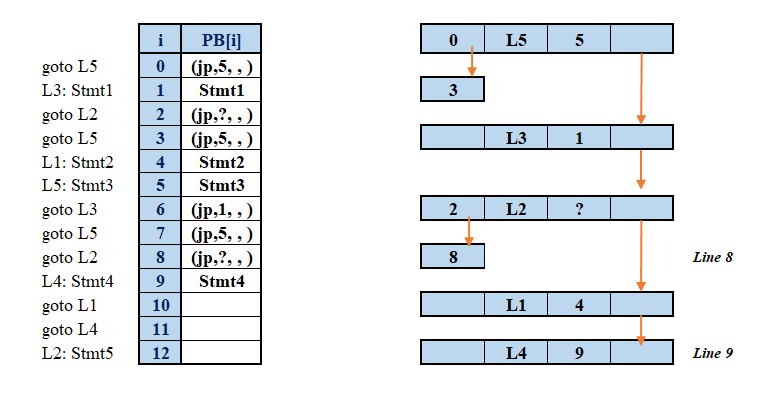 i PB[i]
goto L5 0 (jp,5, , )
L3: Stmt1 1 Stmt1
goto L2 2 (jp,?, , )
goto L5 3 (jp,5, , )
L1: Stmt2 4 Stmt2
L5: Stmt3 5 Stmt3
goto L3 6 (jp,1, , )
goto L5 7 (jp,5, , )
goto L2 8 (jp,?, , )
L4: Stmt4 9 Stmt4
goto L1 10
goto L4 11
L2: Stmt5 12
0 L5 5
3
L3 1
2 L2 ?
8 Line 8
L1 4
L4 9 Line 9